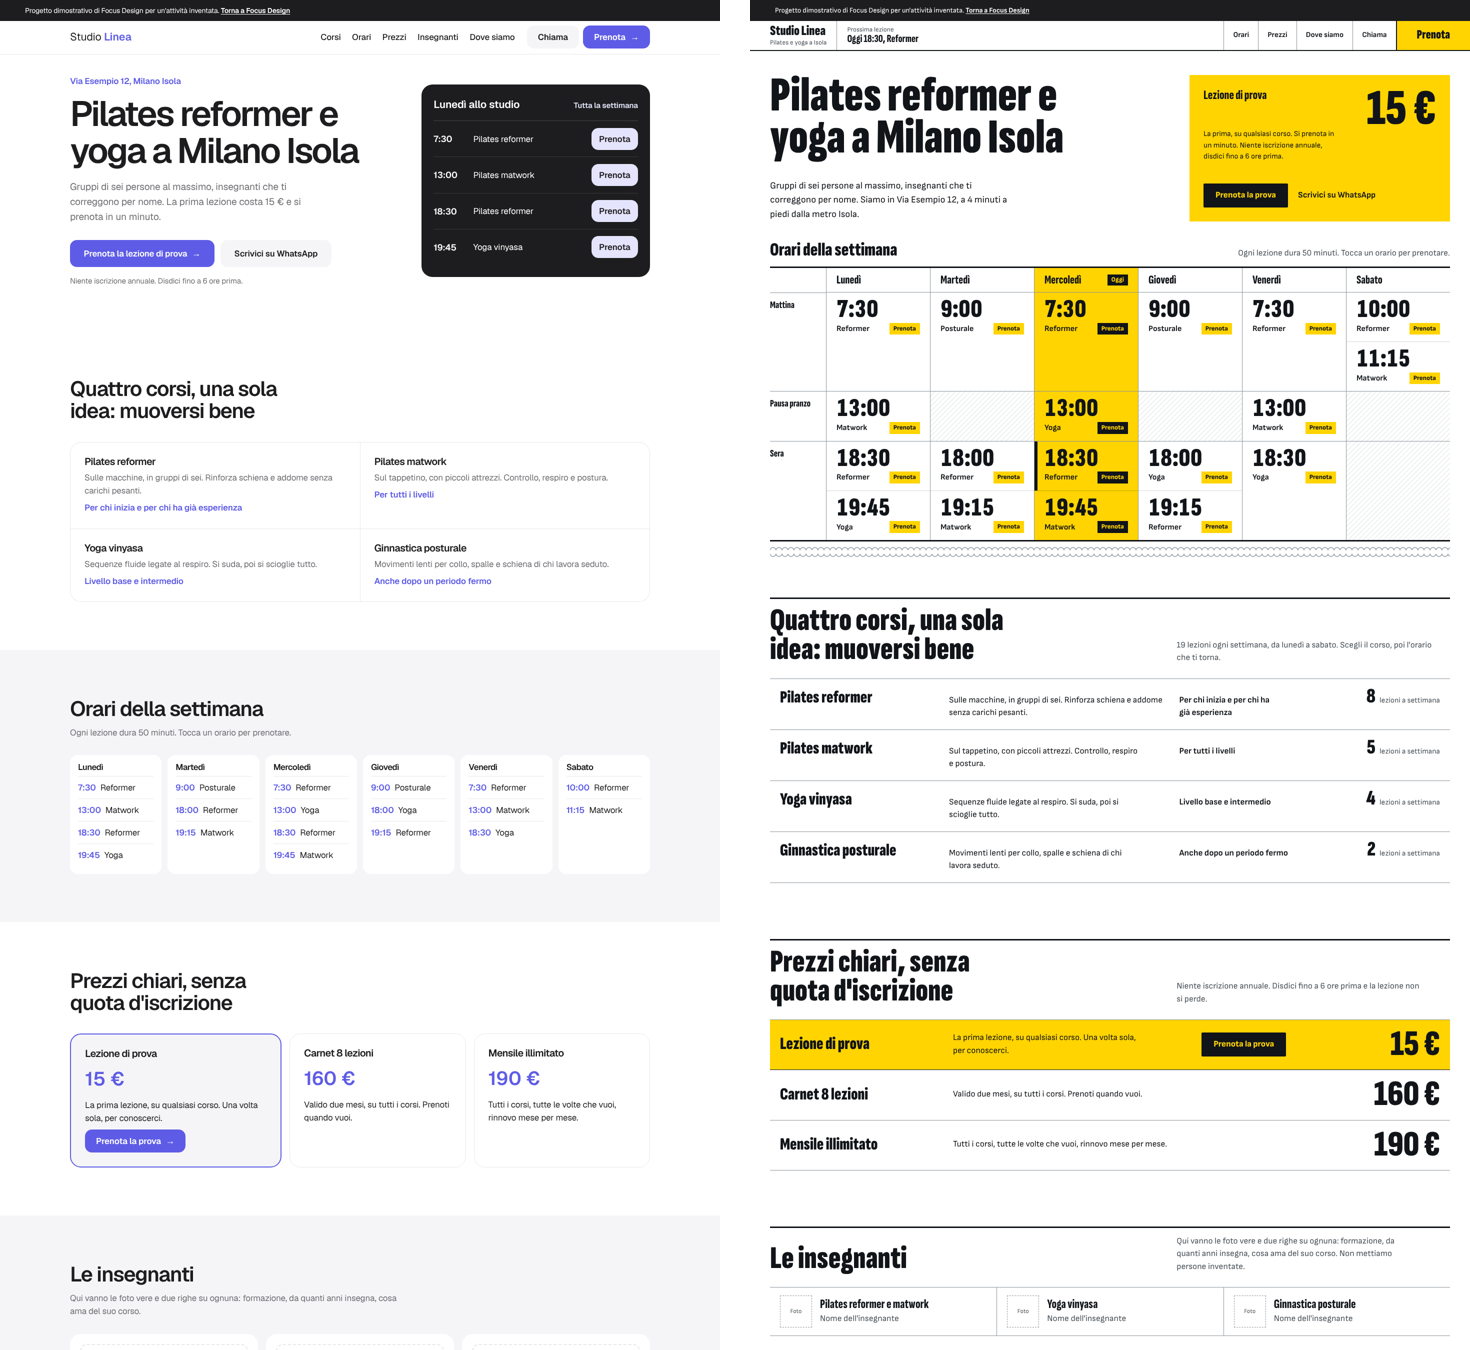 Progetto dimostrativo di Focus Design per un'attività inventata. Torna a Focus Design
Studio Linea
Corsi Orari Prezzi Insegnanti Dove siamo Chiama Prenota →
Via Esempio 12, Milano Isola
Pilates reformer e
yoga a Milano Isola
Gruppi di sei persone al massimo, insegnanti che ti
correggono per nome. La prima lezione costa 15 € e si
prenota in un minuto.
Prenota la lezione di prova → Scrivici su WhatsApp
Niente iscrizione annuale. Disdici fino a 6 ore prima.
Lunedì allo studio Tutta la settimana
7:30 Pilates reformer Prenota
13:00 Pilates matwork Prenota
18:30 Pilates reformer Prenota
19:45 Yoga vinyasa Prenota
Quattro corsi, una sola
idea: muoversi bene
Pilates reformer
Sulle macchine, in gruppi di sei. Rinforza schiena e addome senza
carichi pesanti.
Per chi inizia e per chi ha già esperienza
Pilates matwork
Sul tappetino, con piccoli attrezzi. Controllo, respiro e postura.
Per tutti i livelli
Yoga vinyasa
Sequenze fluide legate al respiro. Si suda, poi si scioglie tutto.
Livello base e intermedio
Ginnastica posturale
Movimenti lenti per collo, spalle e schiena di chi lavora seduto.
Anche dopo un periodo fermo
Orari della settimana
Ogni lezione dura 50 minuti. Tocca un orario per prenotare.
Lunedì
7:30 Reformer
13:00 Matwork
18:30 Reformer
19:45 Yoga
Martedì
9:00 Posturale
18:00 Reformer
19:15 Matwork
Mercoledì
7:30 Reformer
13:00 Yoga
18:30 Reformer
19:45 Matwork
Giovedì
9:00 Posturale
18:00 Yoga
19:15 Reformer
Venerdì
7:30 Reformer
13:00 Matwork
18:30 Yoga
Sabato
10:00 Reformer
11:15 Matwork
Prezzi chiari, senza
quota d'iscrizione
Lezione di prova
15 €
La prima lezione, su qualsiasi corso. Una volta
sola, per conoscerci.
Prenota la prova →
Carnet 8 lezioni
160 €
Valido due mesi, su tutti i corsi. Prenoti
quando vuoi.
Mensile illimitato
190 €
Tutti i corsi, tutte le volte che vuoi,
rinnovo mese per mese.
Le insegnanti
Qui vanno le foto vere e due righe su ognuna: formazione, da quanti anni insegna, cosa
ama del suo corso.
Progetto dimostrativo di Focus Design per un'attività inventata. Torna a Focus Design
Studio Linea
Pilates e yoga a Isola
Prossima lezione
Oggi 18:30, Reformer
Orari Prezzi Dove siamo Chiama Prenota
Pilates reformer e
yoga a Milano Isola
Gruppi di sei persone al massimo, insegnanti che ti
correggono per nome. Siamo in Via Esempio 12, a 4 minuti a
piedi dalla metro Isola.
Lezione di prova 15 €
La prima, su qualsiasi corso. Si prenota in
un minuto. Niente iscrizione annuale,
disdici fino a 6 ore prima.
Prenota la prova Scrivici su WhatsApp
Orari della settimana
Ogni lezione dura 50 minuti. Tocca un orario per prenotare.
Lunedì Martedì Mercoledì Oggi Giovedì Venerdì Sabato
Mattina 7:30 9:00 7:30 9:00 7:30 10:00
Reformer Prenota Posturale Prenota Reformer Prenota Posturale Prenota Reformer Prenota Reformer Prenota
11:15
Matwork Prenota
Pausa pranzo 13:00 13:00 13:00
Matwork Prenota Yoga Prenota Matwork Prenota
Sera 18:30 18:00 18:30 18:00 18:30
Reformer Prenota Reformer Prenota Reformer Prenota Yoga Prenota Yoga Prenota
19:45 19:15 19:45 19:15
Yoga Prenota Matwork Prenota Matwork Prenota Reformer Prenota
Quattro corsi, una sola
idea: muoversi bene
19 lezioni ogni settimana, da lunedì a sabato. Scegli il corso, poi l'orario
che ti torna.
Pilates reformer
Sulle macchine, in gruppi di sei. Rinforza schiena e addome
senza carichi pesanti.
Per chi inizia e per chi ha
già esperienza
8 lezioni a settimana
Pilates matwork
Sul tappetino, con piccoli attrezzi. Controllo, respiro
e postura.
Per tutti i livelli
5 lezioni a settimana
Yoga vinyasa
Sequenze fluide legate al respiro. Si suda, poi si
scioglie tutto.
Livello base e intermedio
4 lezioni a settimana
Ginnastica posturale
Movimenti lenti per collo, spalle e schiena di chi
lavora seduto.
Anche dopo un periodo fermo
2 lezioni a settimana
Prezzi chiari, senza
quota d'iscrizione
Niente iscrizione annuale. Disdici fino a 6 ore prima e la lezione non
si perde.
Lezione di prova
La prima lezione, su qualsiasi corso. Una volta sola,
per conoscerci.
Prenota la prova
15 €
Carnet 8 lezioni
Valido due mesi, su tutti i corsi. Prenoti quando vuoi.
160 €
Mensile illimitato
Tutti i corsi, tutte le volte che vuoi, rinnovo mese per mese.
190 €
Le insegnanti
Qui vanno le foto vere e due righe su ognuna: formazione, da
quanti anni insegna, cosa ama del suo corso. Non mettiamo
persone inventate.
Foto
Pilates reformer e matwork
Nome dell'insegnante
Foto
Yoga vinyasa
Nome dell'insegnante
Foto
Ginnastica posturale
Nome dell'insegnante